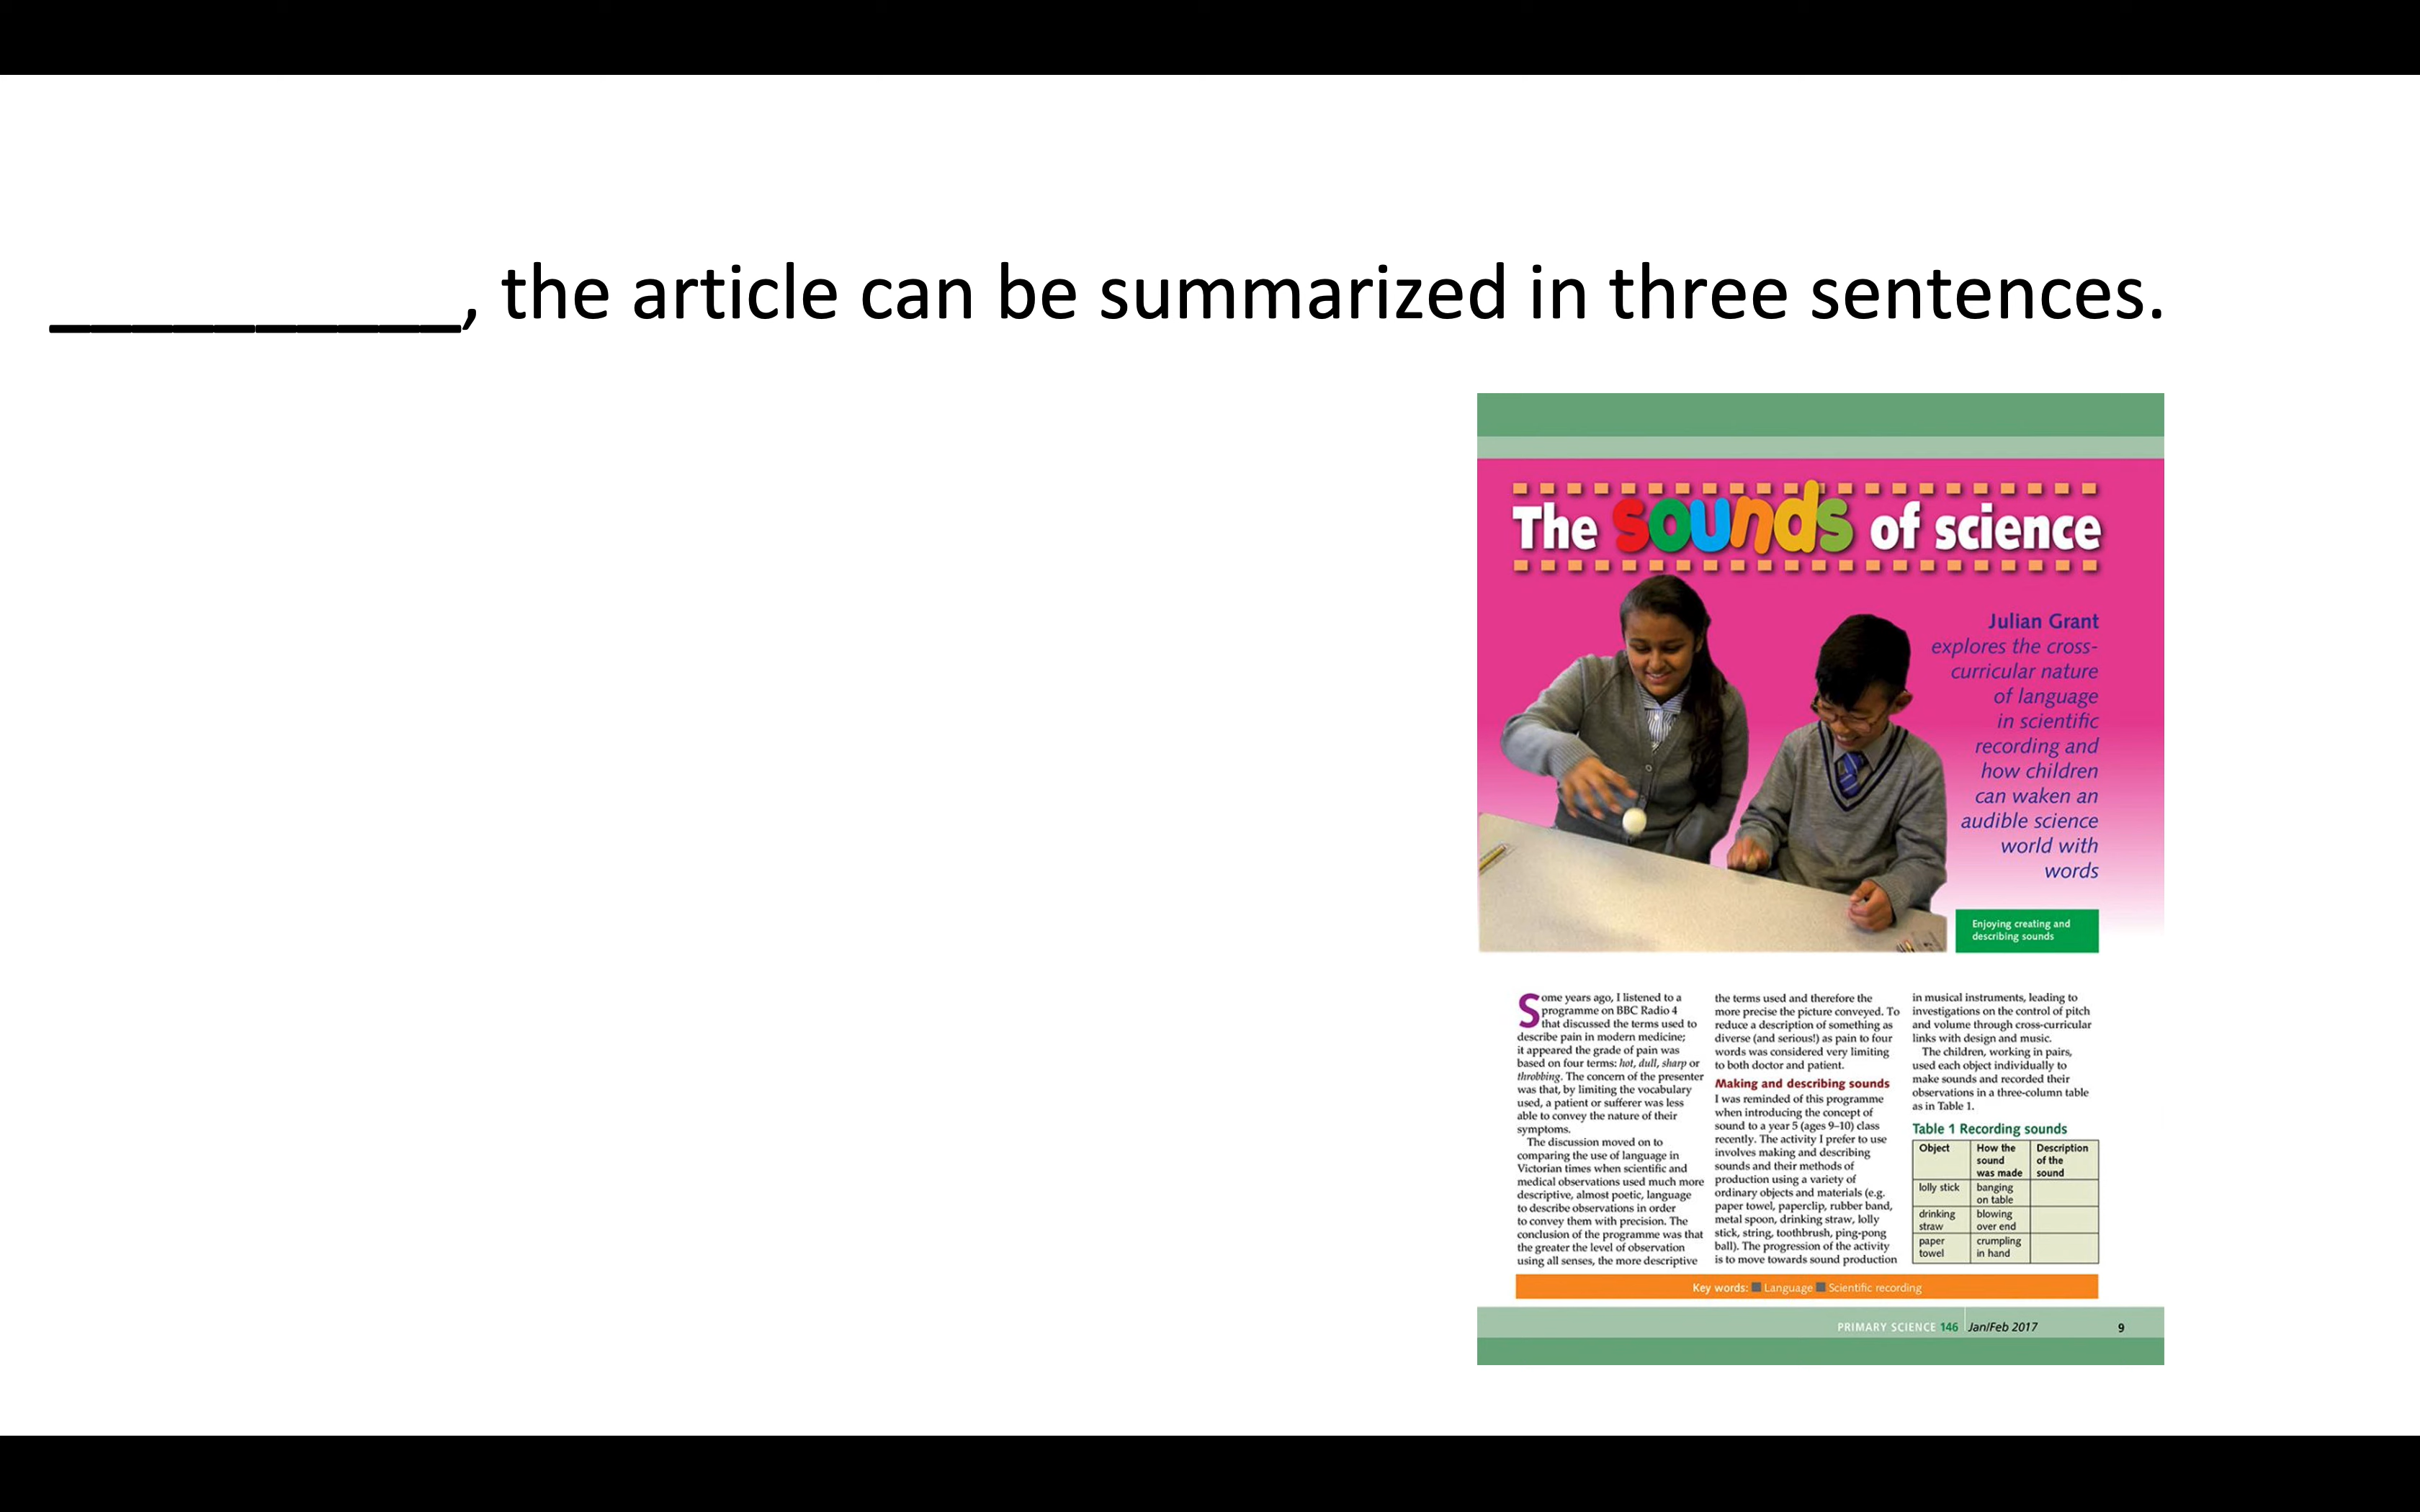 __________, the article can be summarized in three sentences.
The sounds of science
Julian Grant
explores the cross-
curricular nature
of language
in scientific
recording and
how children
can waken an
audible science
world with
words
Enjoying creating and
describing sounds
Some years ago, I listened to a
programme on BBC Radio 4
that discussed the terms used to
describe pain in modern medicine;
it appeared the grade of pain was
based on four terms: hot, dull, sharp or
throbbing. The concern of the presenter
was that, by limiting the vocabulary
used, a patient or sufferer was less
able to convey the nature of their
symptoms.
The discussion moved on to
comparing the use of language in
Victorian times when scientific and
medical observations used much more
descriptive, almost poetic, language
to describe observations in order
to convey them with precision. The
conclusion of the programme was that
the greater the level of observation
using all senses, the more descriptive
the terms used and therefore the
more precise the picture conveyed. To
reduce a description of something as
diverse (and serious!) as pain to four
words was considered very limiting
to both doctor and patient.
Making and describing sounds
I was reminded of this programme
when introducing the concept of
sound to a year 5 (ages 9–10) class
recently. The activity I prefer to use
involves making and describing
sounds and their methods of
production using a variety of
ordinary objects and materials (e.g.
paper towel, paperclip, rubber band,
metal spoon, drinking straw, lolly
stick, string, toothbrush, ping-pong
ball). The progression of the activity
is to move towards sound production
in musical instruments, leading to
investigations on the control of pitch
and volume through cross-curricular
links with design and music.
The children, working in pairs,
used each object individually to
make sounds and recorded their
observations in a three-column table
as in Table 1.
Table 1 Recording sounds
Object How the Description
sound of the
was made sound
lolly stick banging
on table
drinking blowing
straw over end
paper crumpling
towel in hand
Key words: ■ Language ■ Scientific recording
PRIMARY SCIENCE 146 Jan/Feb 2017 9